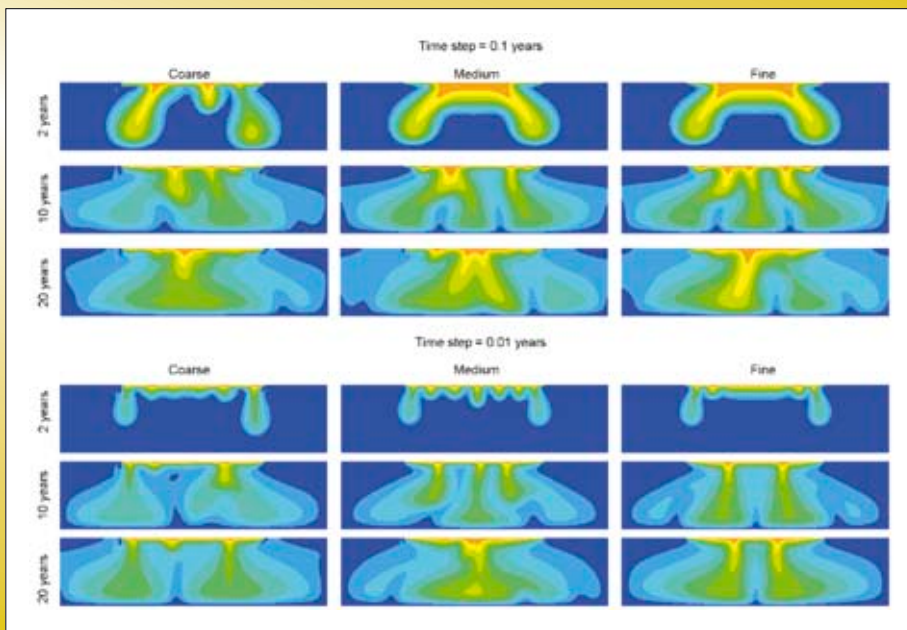 Time step = 0.1 years
Coarse Medium Fine
2 years
10 years
20 years
Time step = 0.01 years
Coarse Medium Fine
2 years
10 years
20 years